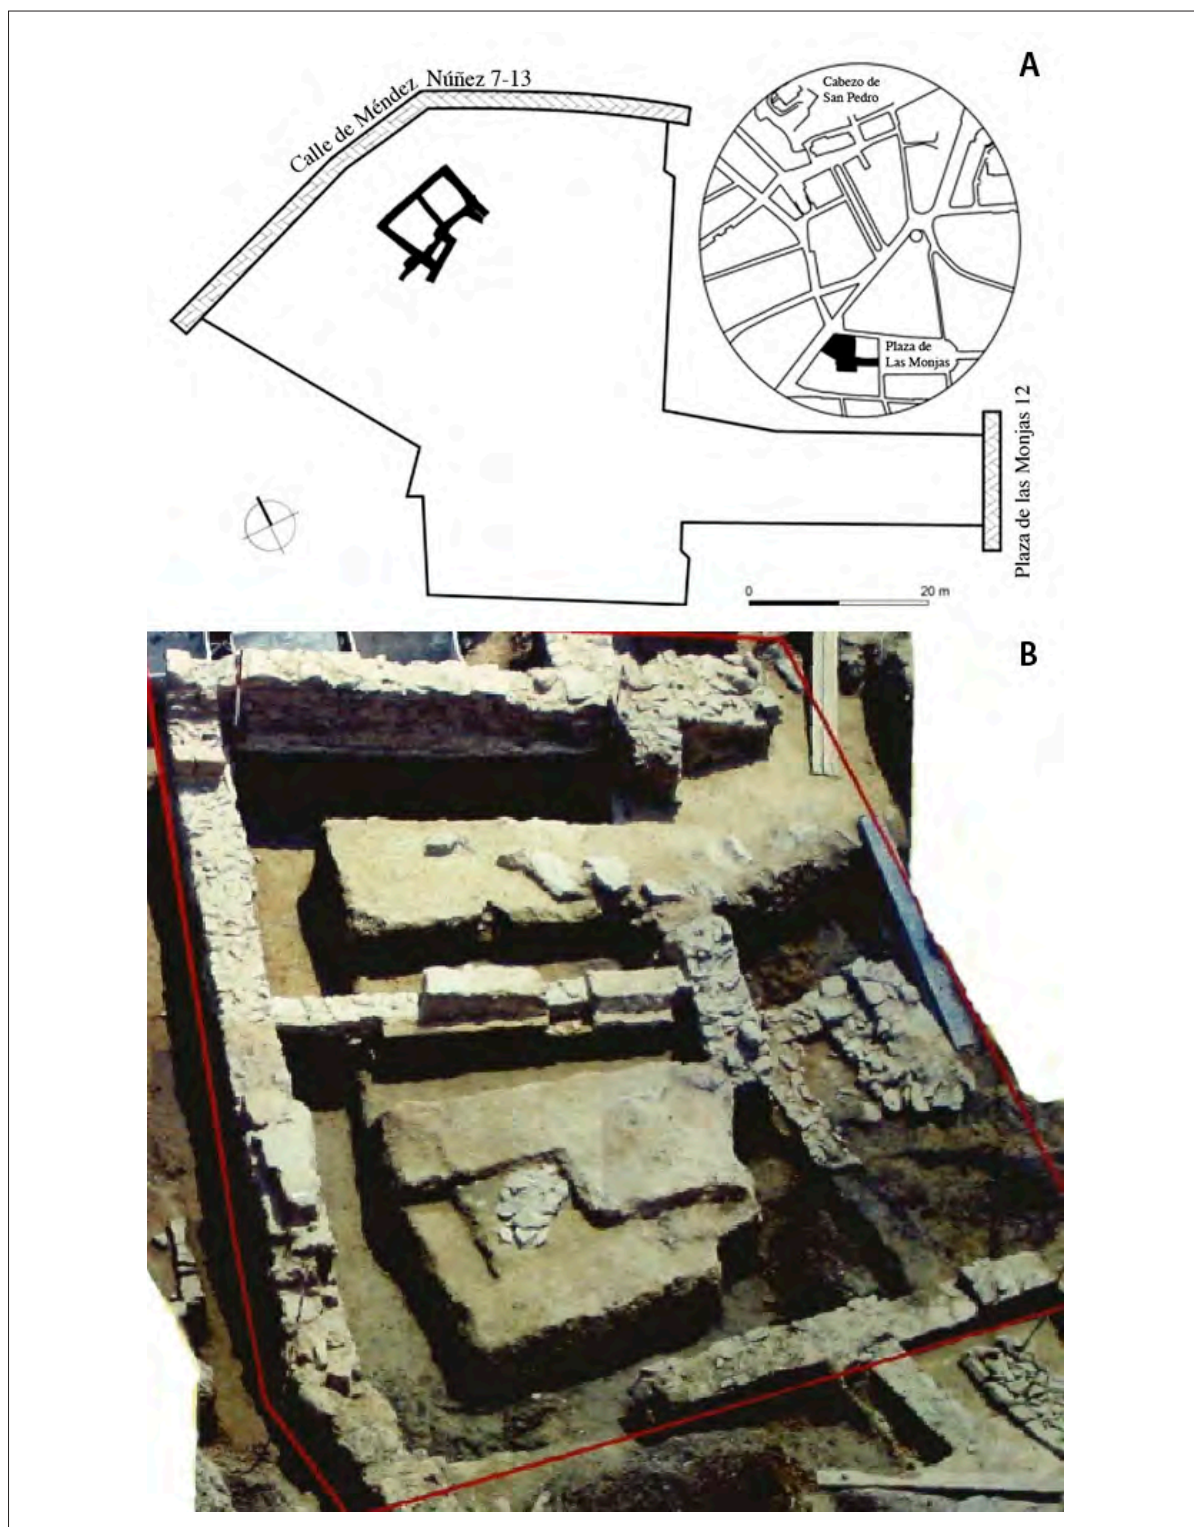 A
Calle de Méndez Núñez 7-13
Cabezo de
San Pedro
Plaza de
Las Monjas
Plaza de las Monjas 12
0 20 m
B